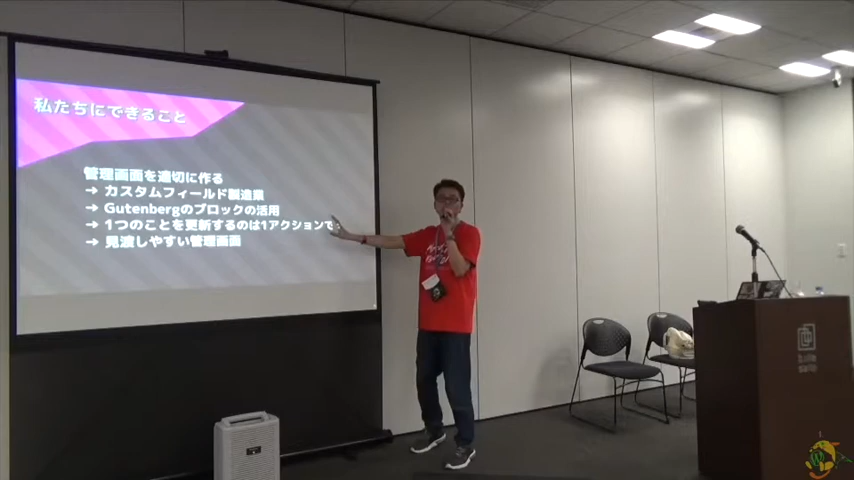 私たちにできること
管理画面を適切に作る
→ カスタムフィールド製造業
→ Gutenbergのブロックの活用
→ 1つのことを更新するのは1アクションで
→ 見渡しやすい管理画面